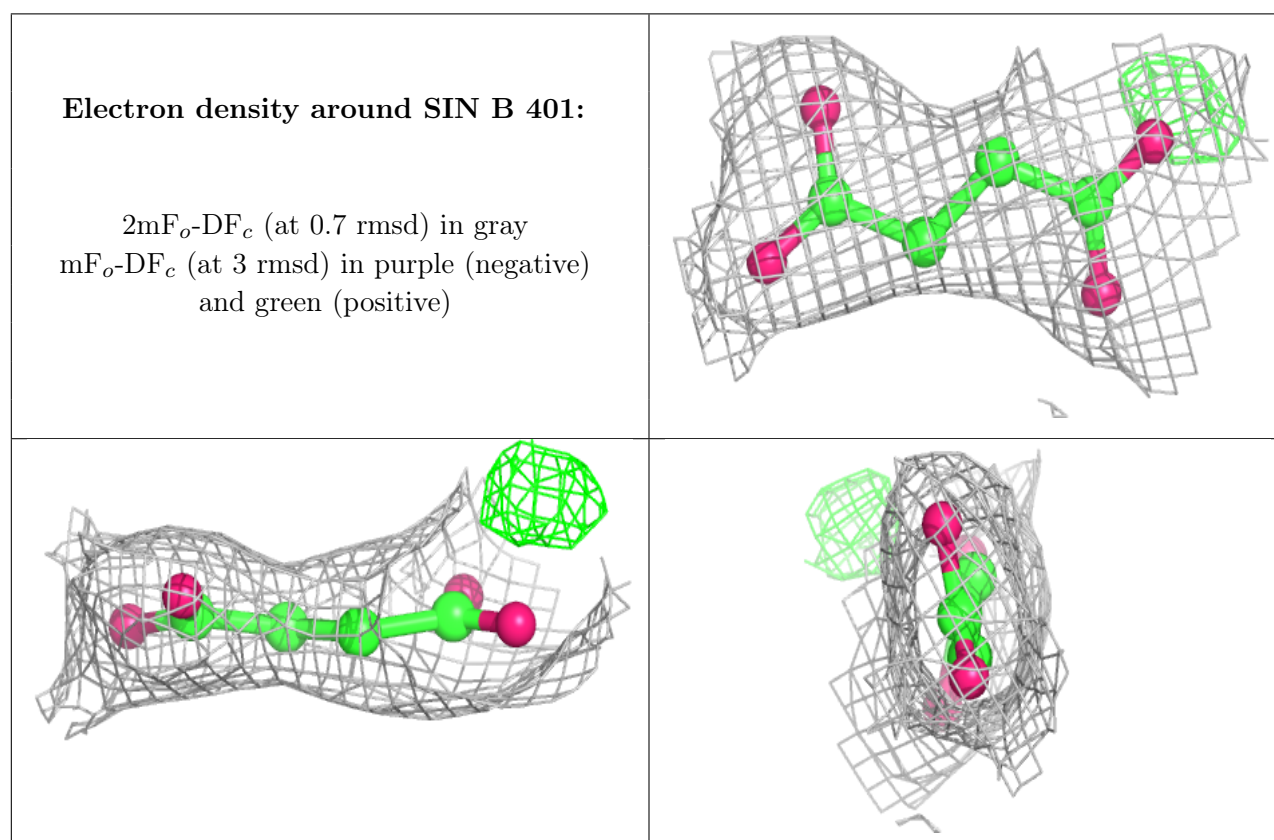 Electron density around SIN B 401:
2mFo-DFc (at 0.7 rmsd) in gray
mFo-DFc (at 3 rmsd) in purple (negative)
and green (positive)